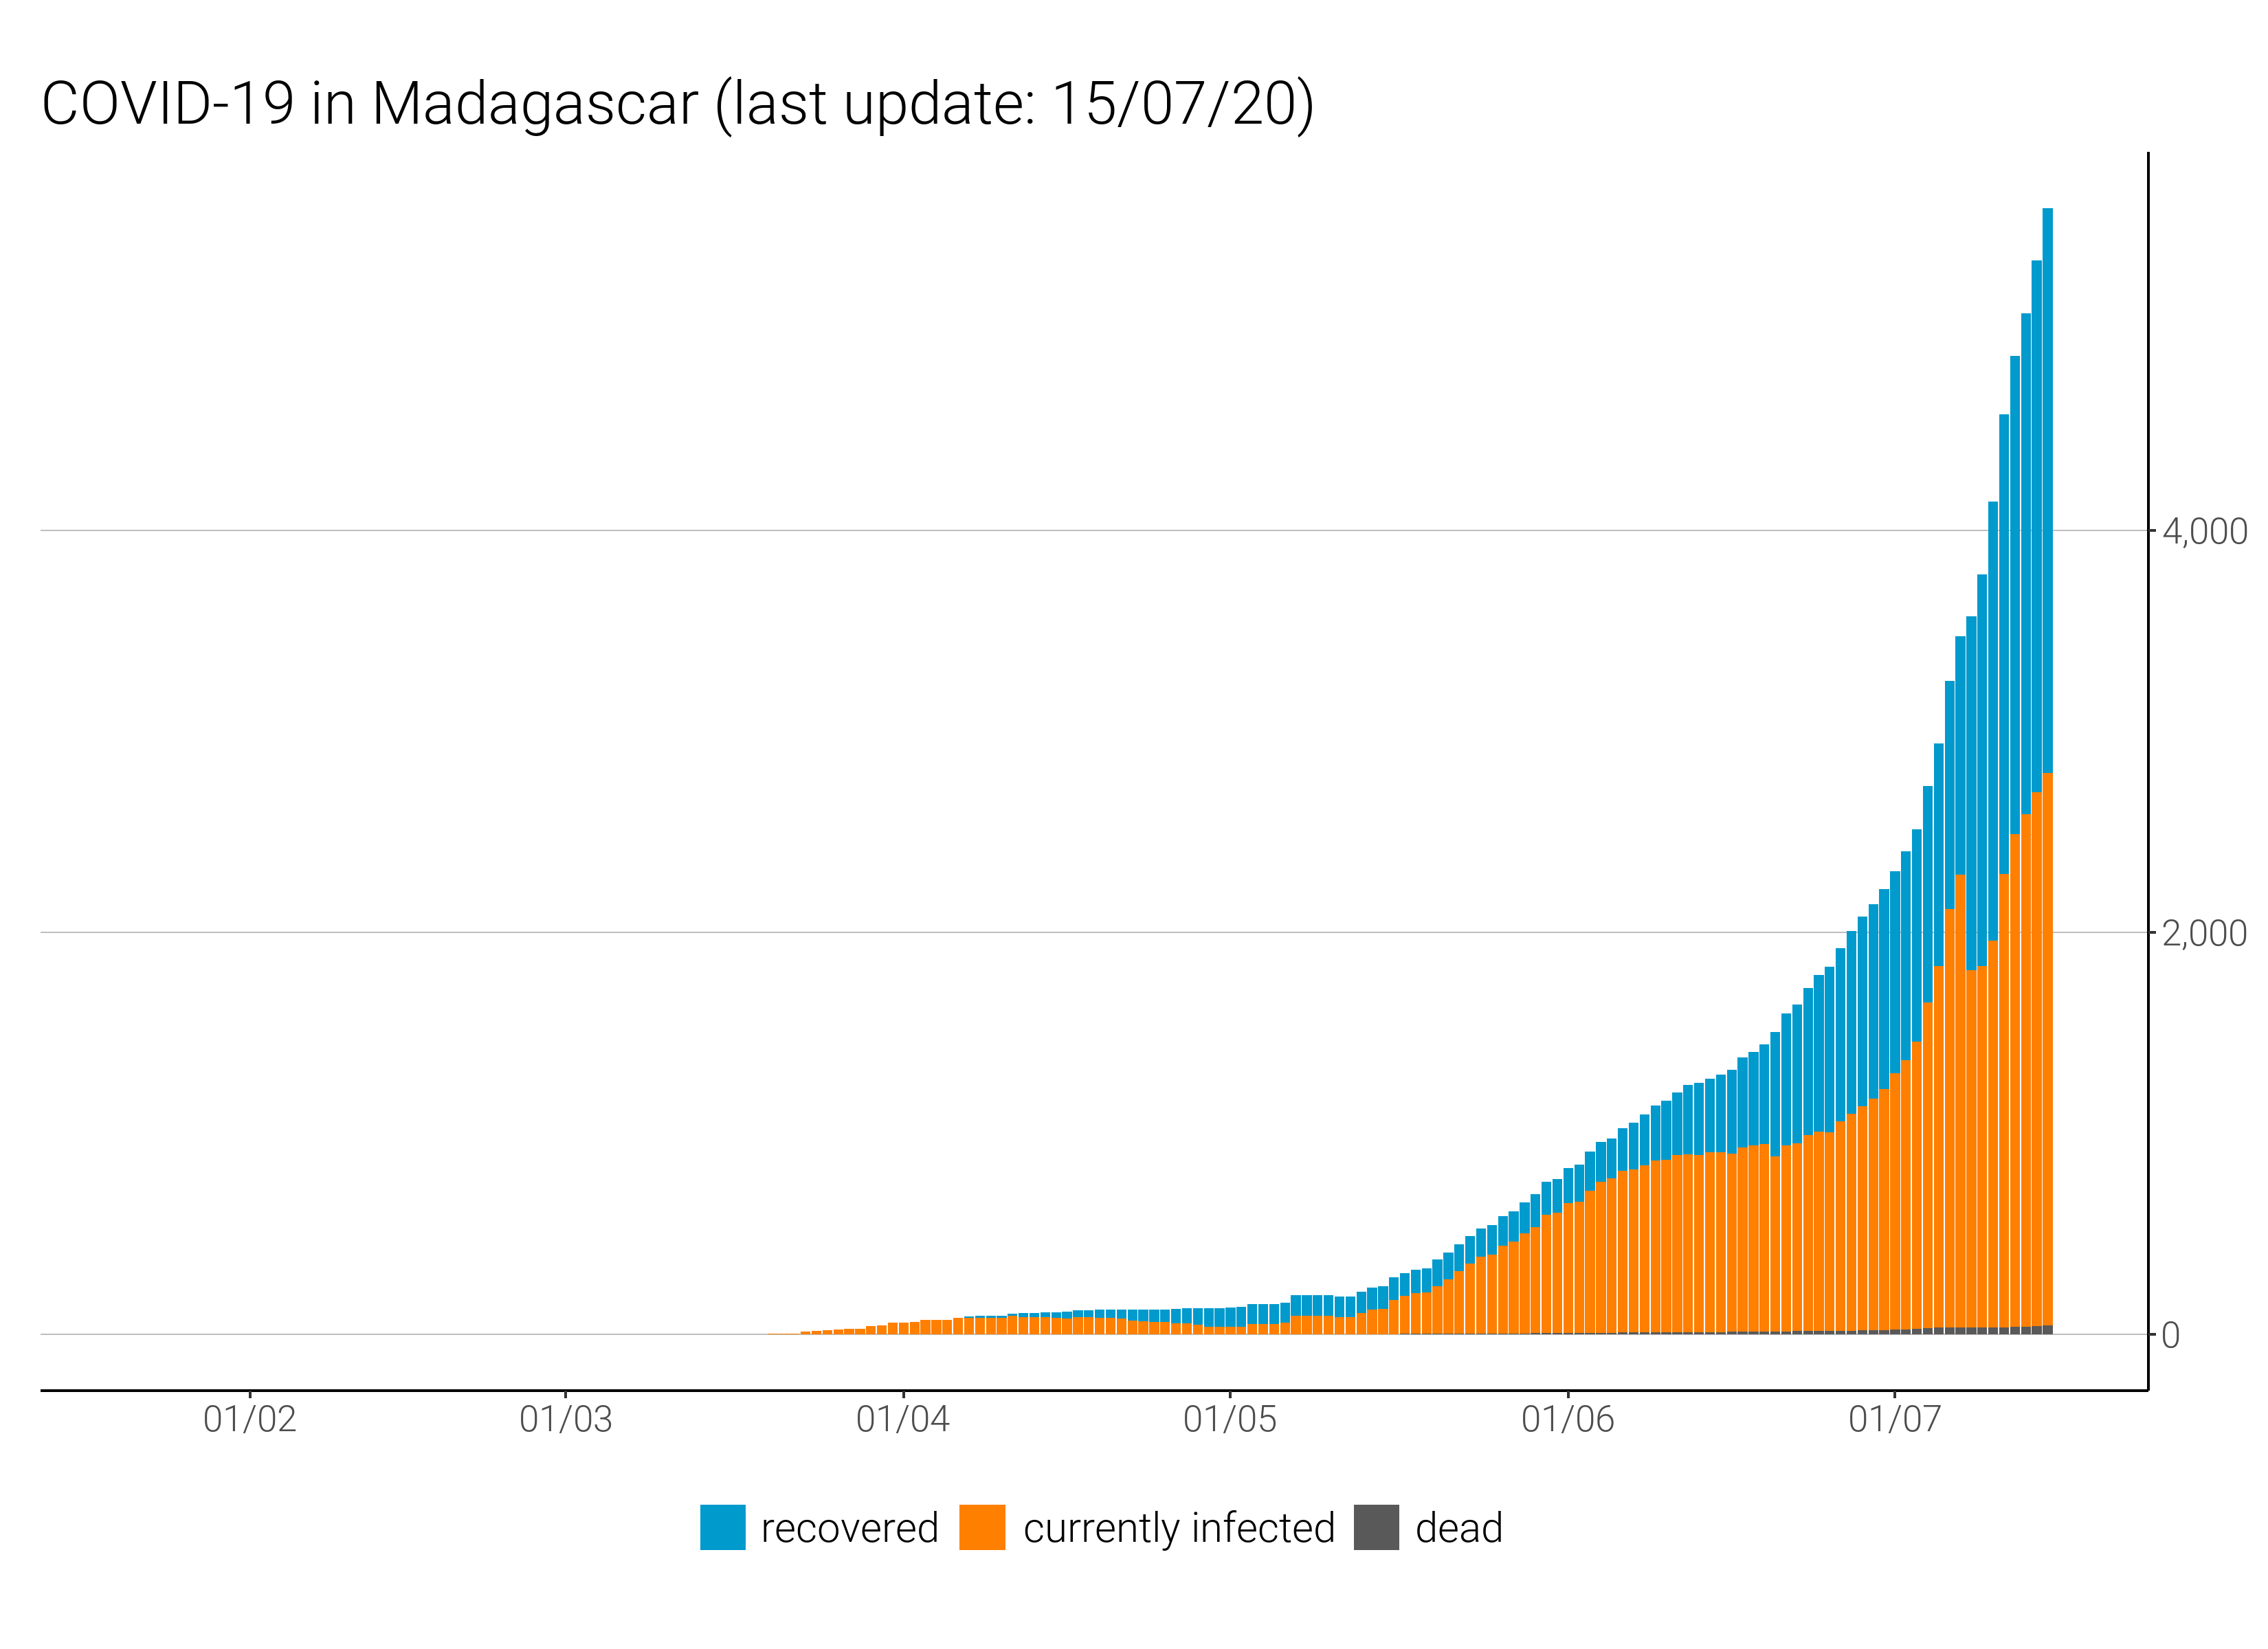 COVID-19 in Madagascar (last update: 15/07/20)
4,000
2,000
0
01/02 01/03 01/04 01/05 01/06 01/07
recovered currently infected dead